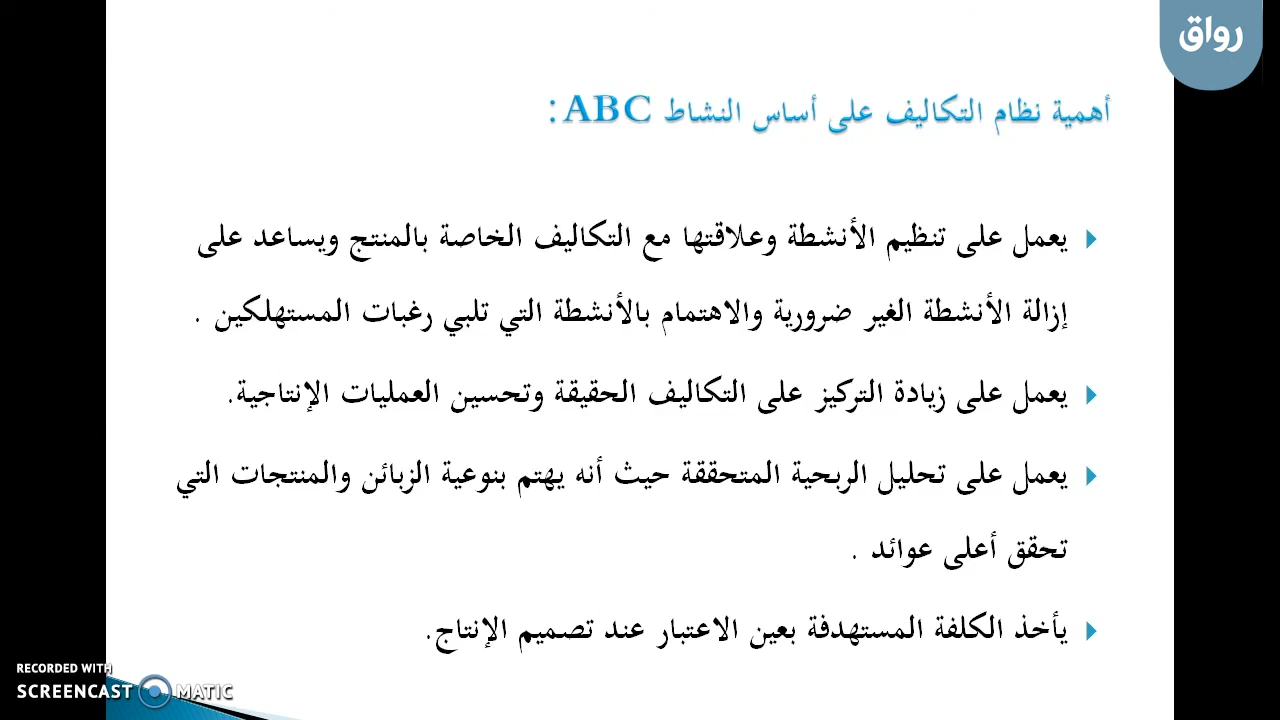 رواق
أهمية نظام التكاليف على أساس النشاط ABC:
يعمل على تنظيم الأنشطة وعلاقتها مع التكاليف الخاصة بالمنتج ويساعد على
إزالة الأنشطة الغير ضرورية والاهتمام بالأنشطة التي تلبي رغبات المستهلكين .
يعمل على زيادة التركيز على التكاليف الحقيقة وتحسين العمليات الإنتاجية.
يعمل على تحليل الربحية المتحققة حيث أنه يهتم بنوعية الزبائن والمنتجات التي
تحقق أعلى عوائد .
يأخذ الكلفة المستهدفة بعين الاعتبار عند تصميم الإنتاج.
RECORDED WITH
SCREENCAST MATIC